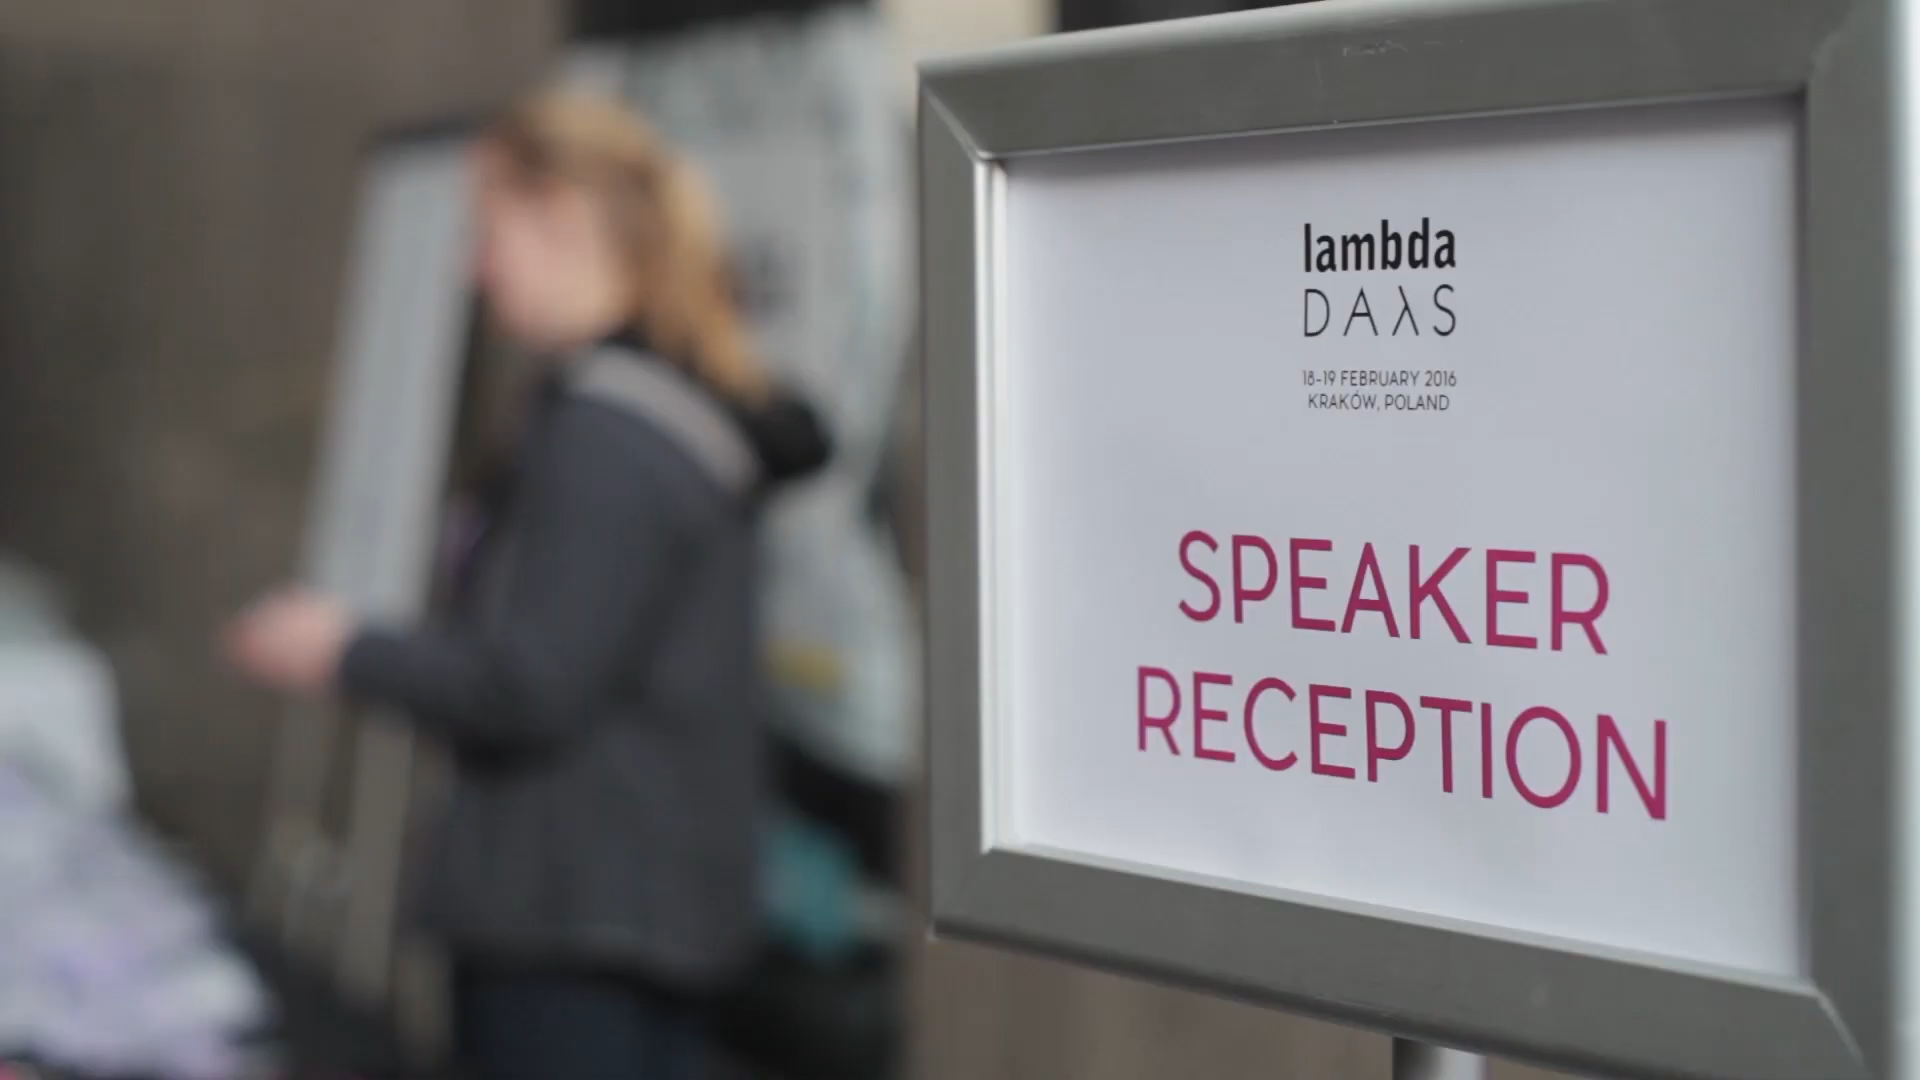 lambda
DAλS
18-19 FEBRUARY 2016
KRAKÓW, POLAND
SPEAKER
RECEPTION